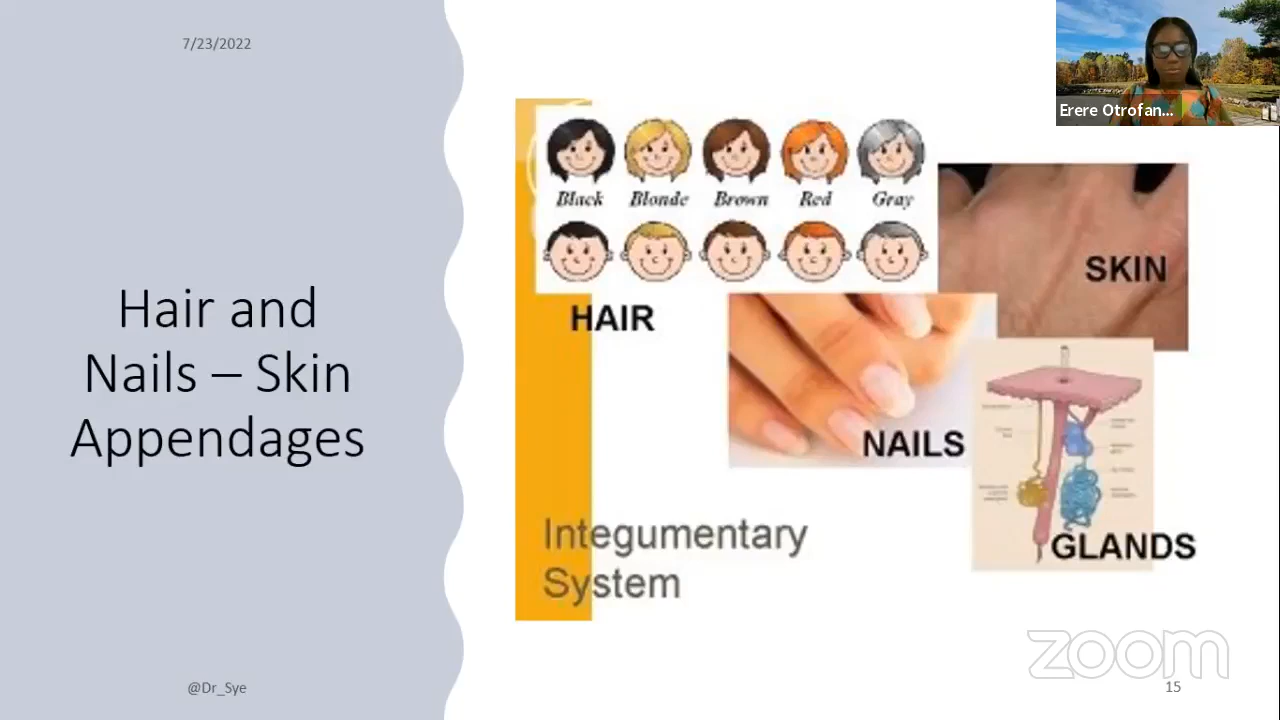 7/23/2022
Hair and
Nails – Skin
Appendages
@Dr_Sye
Black Blonde Brown Red Gray
HAIR
SKIN
NAILS
GLANDS
Integumentary
System
Erere Otrofan...
zoom
15